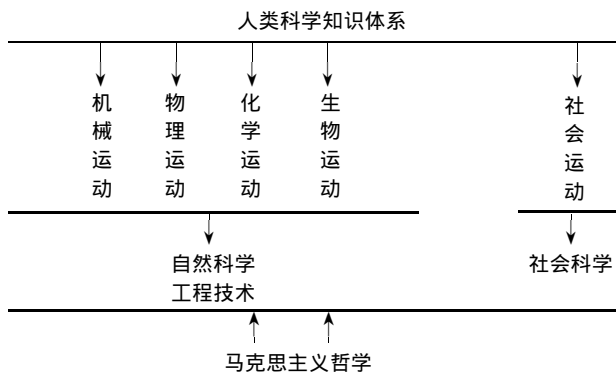 人类科学知识体系
机械运动
物理运动
化学运动
生物运动
社会运动
自然科学
工程技术
社会科学
马克思主义哲学